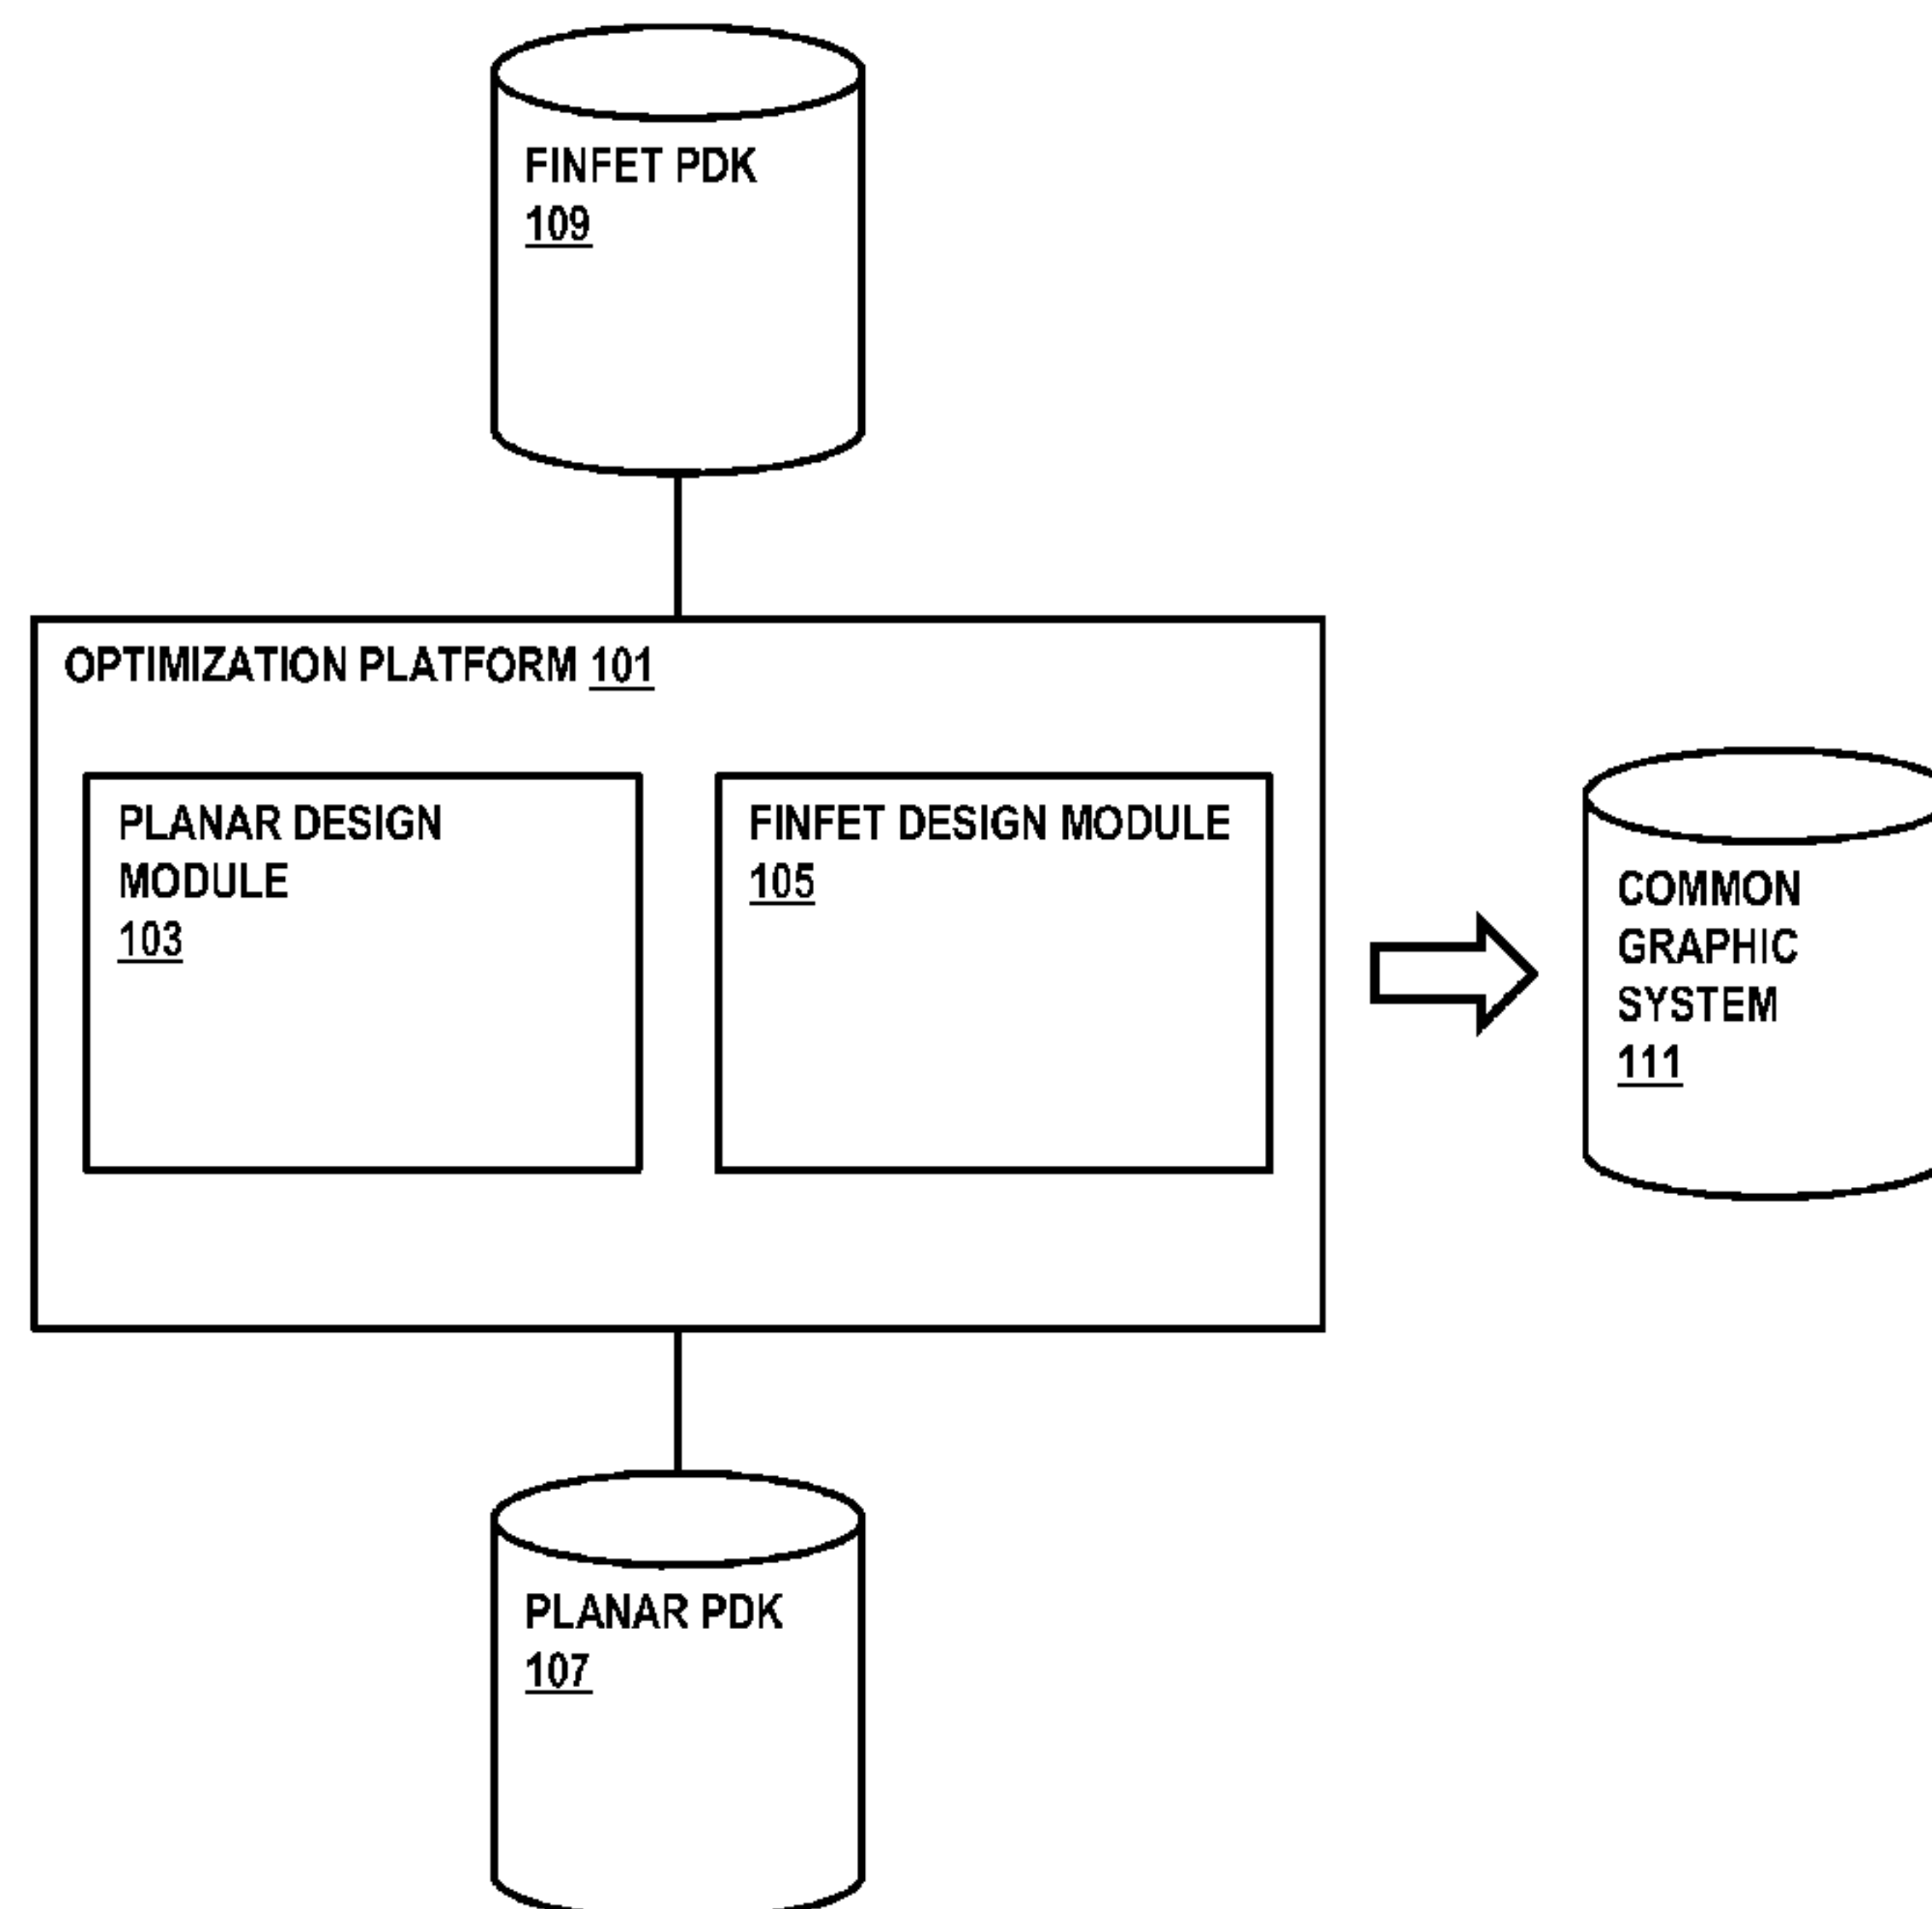 FINFET PDK
109
OPTIMIZATION PLATFORM 101
PLANAR DESIGN
MODULE
103
FINFET DESIGN MODULE
105
COMMON
GRAPHIC
SYSTEM
111
PLANAR PDK
107